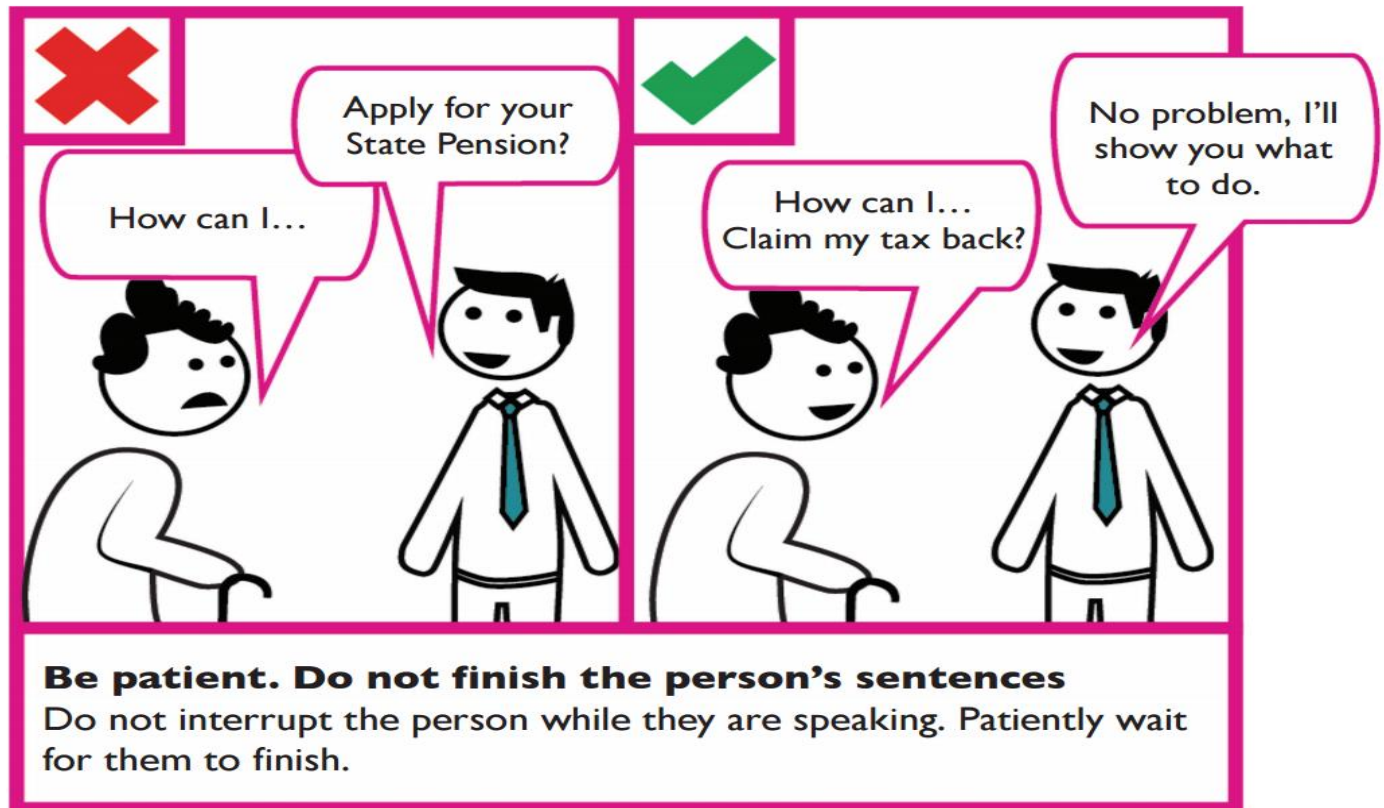 How can I…
Apply for your
State Pension?
How can I…
Claim my tax back?
No problem, I’ll
show you what
to do.
Be patient. Do not finish the person’s sentences
Do not interrupt the person while they are speaking. Patiently wait
for them to finish.